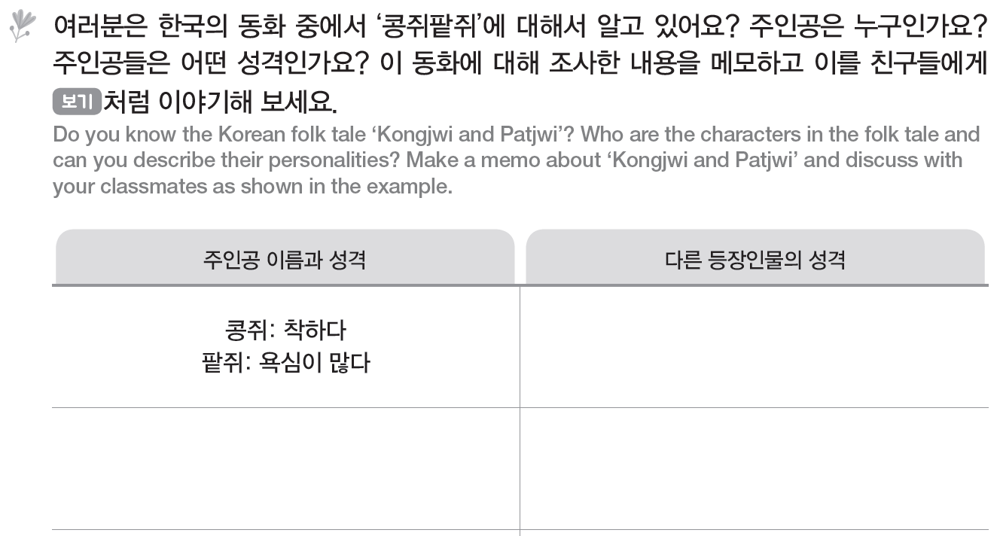 여러분은 한국의 동화 중에서 ‘콩쥐팥쥐’에 대해서 알고 있어요? 주인공은 누구인가요?
주인공들은 어떤 성격인가요? 이 동화에 대해 조사한 내용을 메모하고 이를 친구들에게
보기처럼 이야기해 보세요.
Do you know the Korean folk tale ‘Kongjwi and Patjwi’? Who are the characters in the folk tale and
can you describe their personalities? Make a memo about ‘Kongjwi and Patjwi’ and discuss with
your classmates as shown in the example.
주인공 이름과 성격
다른 등장인물의 성격
콩쥐: 착하다
팥쥐: 욕심이 많다